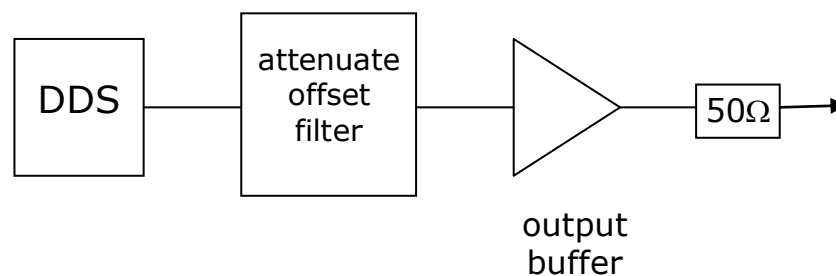 DDS
attenuate
offset
filter
50Ω
output
buffer